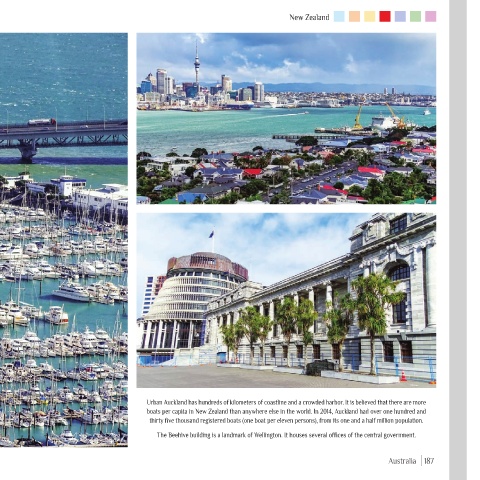 New Zealand
Urban Auckland has hundreds of kilometers of coastline and a crowded harbor. It is believed that there are more
boats per capita in New Zealand than anywhere else in the world. In 2014, Auckland had over one hundred and
thirty five thousand registered boats (one boat per eleven persons), from its one and a half million population.
The Beehive building is a landmark of Wellington. It houses several offices of the central government.
Australia | 187